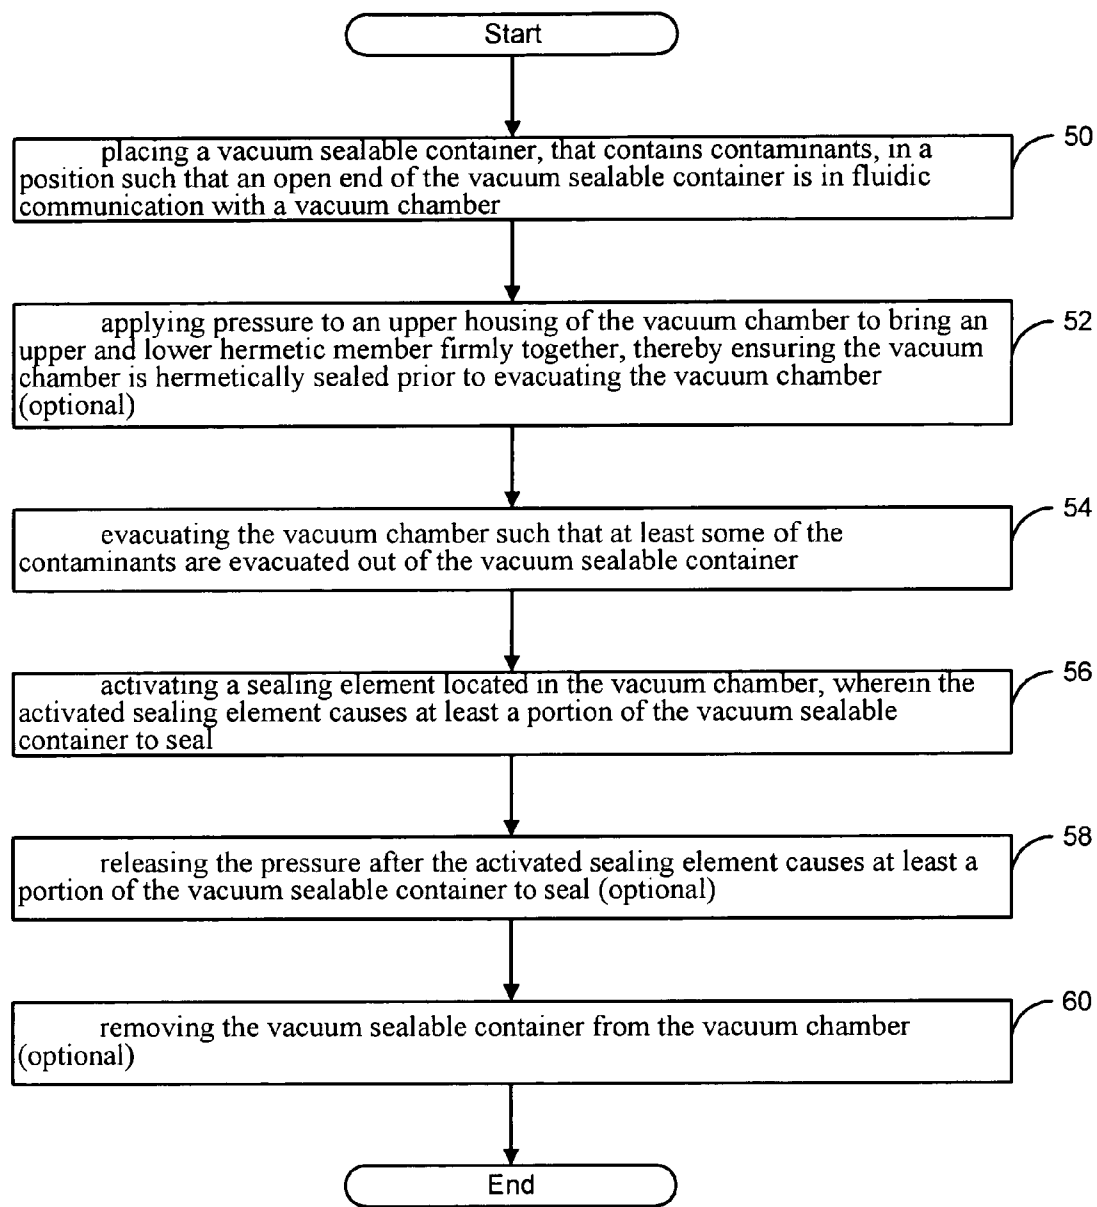 Start
placing a vacuum sealable container, that contains contaminants, in a
position such that an open end of the vacuum sealable container is in fluidic
communication with a vacuum chamber
50
applying pressure to an upper housing of the vacuum chamber to bring an
upper and lower hermetic member firmly together, thereby ensuring the vacuum
chamber is hermetically sealed prior to evacuating the vacuum chamber
(optional)
52
evacuating the vacuum chamber such that at least some of the
contaminants are evacuated out of the vacuum sealable container
54
activating a sealing element located in the vacuum chamber, wherein the
activated sealing element causes at least a portion of the vacuum sealable
container to seal
56
releasing the pressure after the activated sealing element causes at least a
portion of the vacuum sealable container to seal (optional)
58
removing the vacuum sealable container from the vacuum chamber
(optional)
60
End